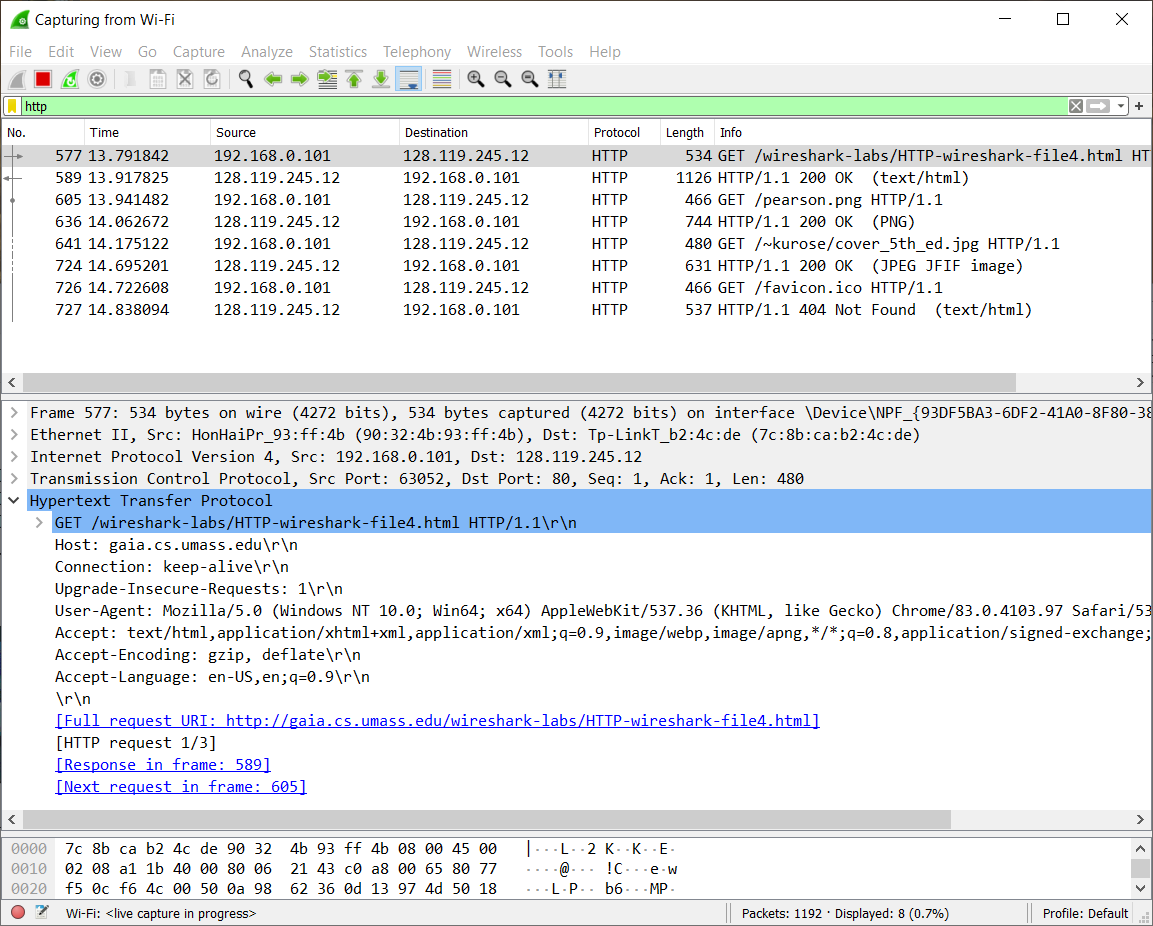 Capturing from Wi-Fi
File Edit View Go Capture Analyze Statistics Telephony Wireless Tools Help
http
No. Time Source Destination Protocol Length Info
577 13.791842 192.168.0.101 128.119.245.12 HTTP 534 GET /wireshark-labs/HTTP-wireshark-file4.html HT
589 13.917825 128.119.245.12 192.168.0.101 HTTP 1126 HTTP/1.1 200 OK (text/html)
605 13.941482 192.168.0.101 128.119.245.12 HTTP 466 GET /pearson.png HTTP/1.1
636 14.062672 128.119.245.12 192.168.0.101 HTTP 744 HTTP/1.1 200 OK (PNG)
641 14.175122 192.168.0.101 128.119.245.12 HTTP 480 GET /~kurose/cover_5th_ed.jpg HTTP/1.1
724 14.695201 128.119.245.12 192.168.0.101 HTTP 631 HTTP/1.1 200 OK (JPEG JFIF image)
726 14.722608 192.168.0.101 128.119.245.12 HTTP 466 GET /favicon.ico HTTP/1.1
727 14.838094 128.119.245.12 192.168.0.101 HTTP 537 HTTP/1.1 404 Not Found (text/html)
Frame 577: 534 bytes on wire (4272 bits), 534 bytes captured (4272 bits) on interface \Device\NPF_{93DF5BA3-6DF2-41A0-8F80-38
Ethernet II, Src: HonHaiPr_93:ff:4b (90:32:4b:93:ff:4b), Dst: Tp-LinkT_b2:4c:de (7c:8b:ca:b2:4c:de)
Internet Protocol Version 4, Src: 192.168.0.101, Dst: 128.119.245.12
Transmission Control Protocol, Src Port: 63052, Dst Port: 80, Seq: 1, Ack: 1, Len: 480
Hypertext Transfer Protocol
GET /wireshark-labs/HTTP-wireshark-file4.html HTTP/1.1\r\n
Host: gaia.cs.umass.edu\r\n
Connection: keep-alive\r\n
Upgrade-Insecure-Requests: 1\r\n
User-Agent: Mozilla/5.0 (Windows NT 10.0; Win64; x64) AppleWebKit/537.36 (KHTML, like Gecko) Chrome/83.0.4103.97 Safari/53
Accept: text/html,application/xhtml+xml,application/xml;q=0.9,image/webp,image/apng,*/*;q=0.8,application/signed-exchange;
Accept-Encoding: gzip, deflate\r\n
Accept-Language: en-US,en;q=0.9\r\n
\r\n
[Full request URI: http://gaia.cs.umass.edu/wireshark-labs/HTTP-wireshark-file4.html]
[HTTP request 1/3]
[Response in frame: 589]
[Next request in frame: 605]
0000 7c 8b ca b2 4c de 90 32 4b 93 ff 4b 08 00 45 00 |···L··2 K··K··E·
0010 02 08 a1 1b 40 00 80 06 21 43 c0 a8 00 65 80 77 ····@··· !C···e·w
0020 f5 0c f6 4c 00 50 0a 98 62 36 0d 13 97 4d 50 18 ···L·P·· b6···MP·
Wi-Fi: <live capture in progress> Packets: 1192 · Displayed: 8 (0.7%) Profile: Default